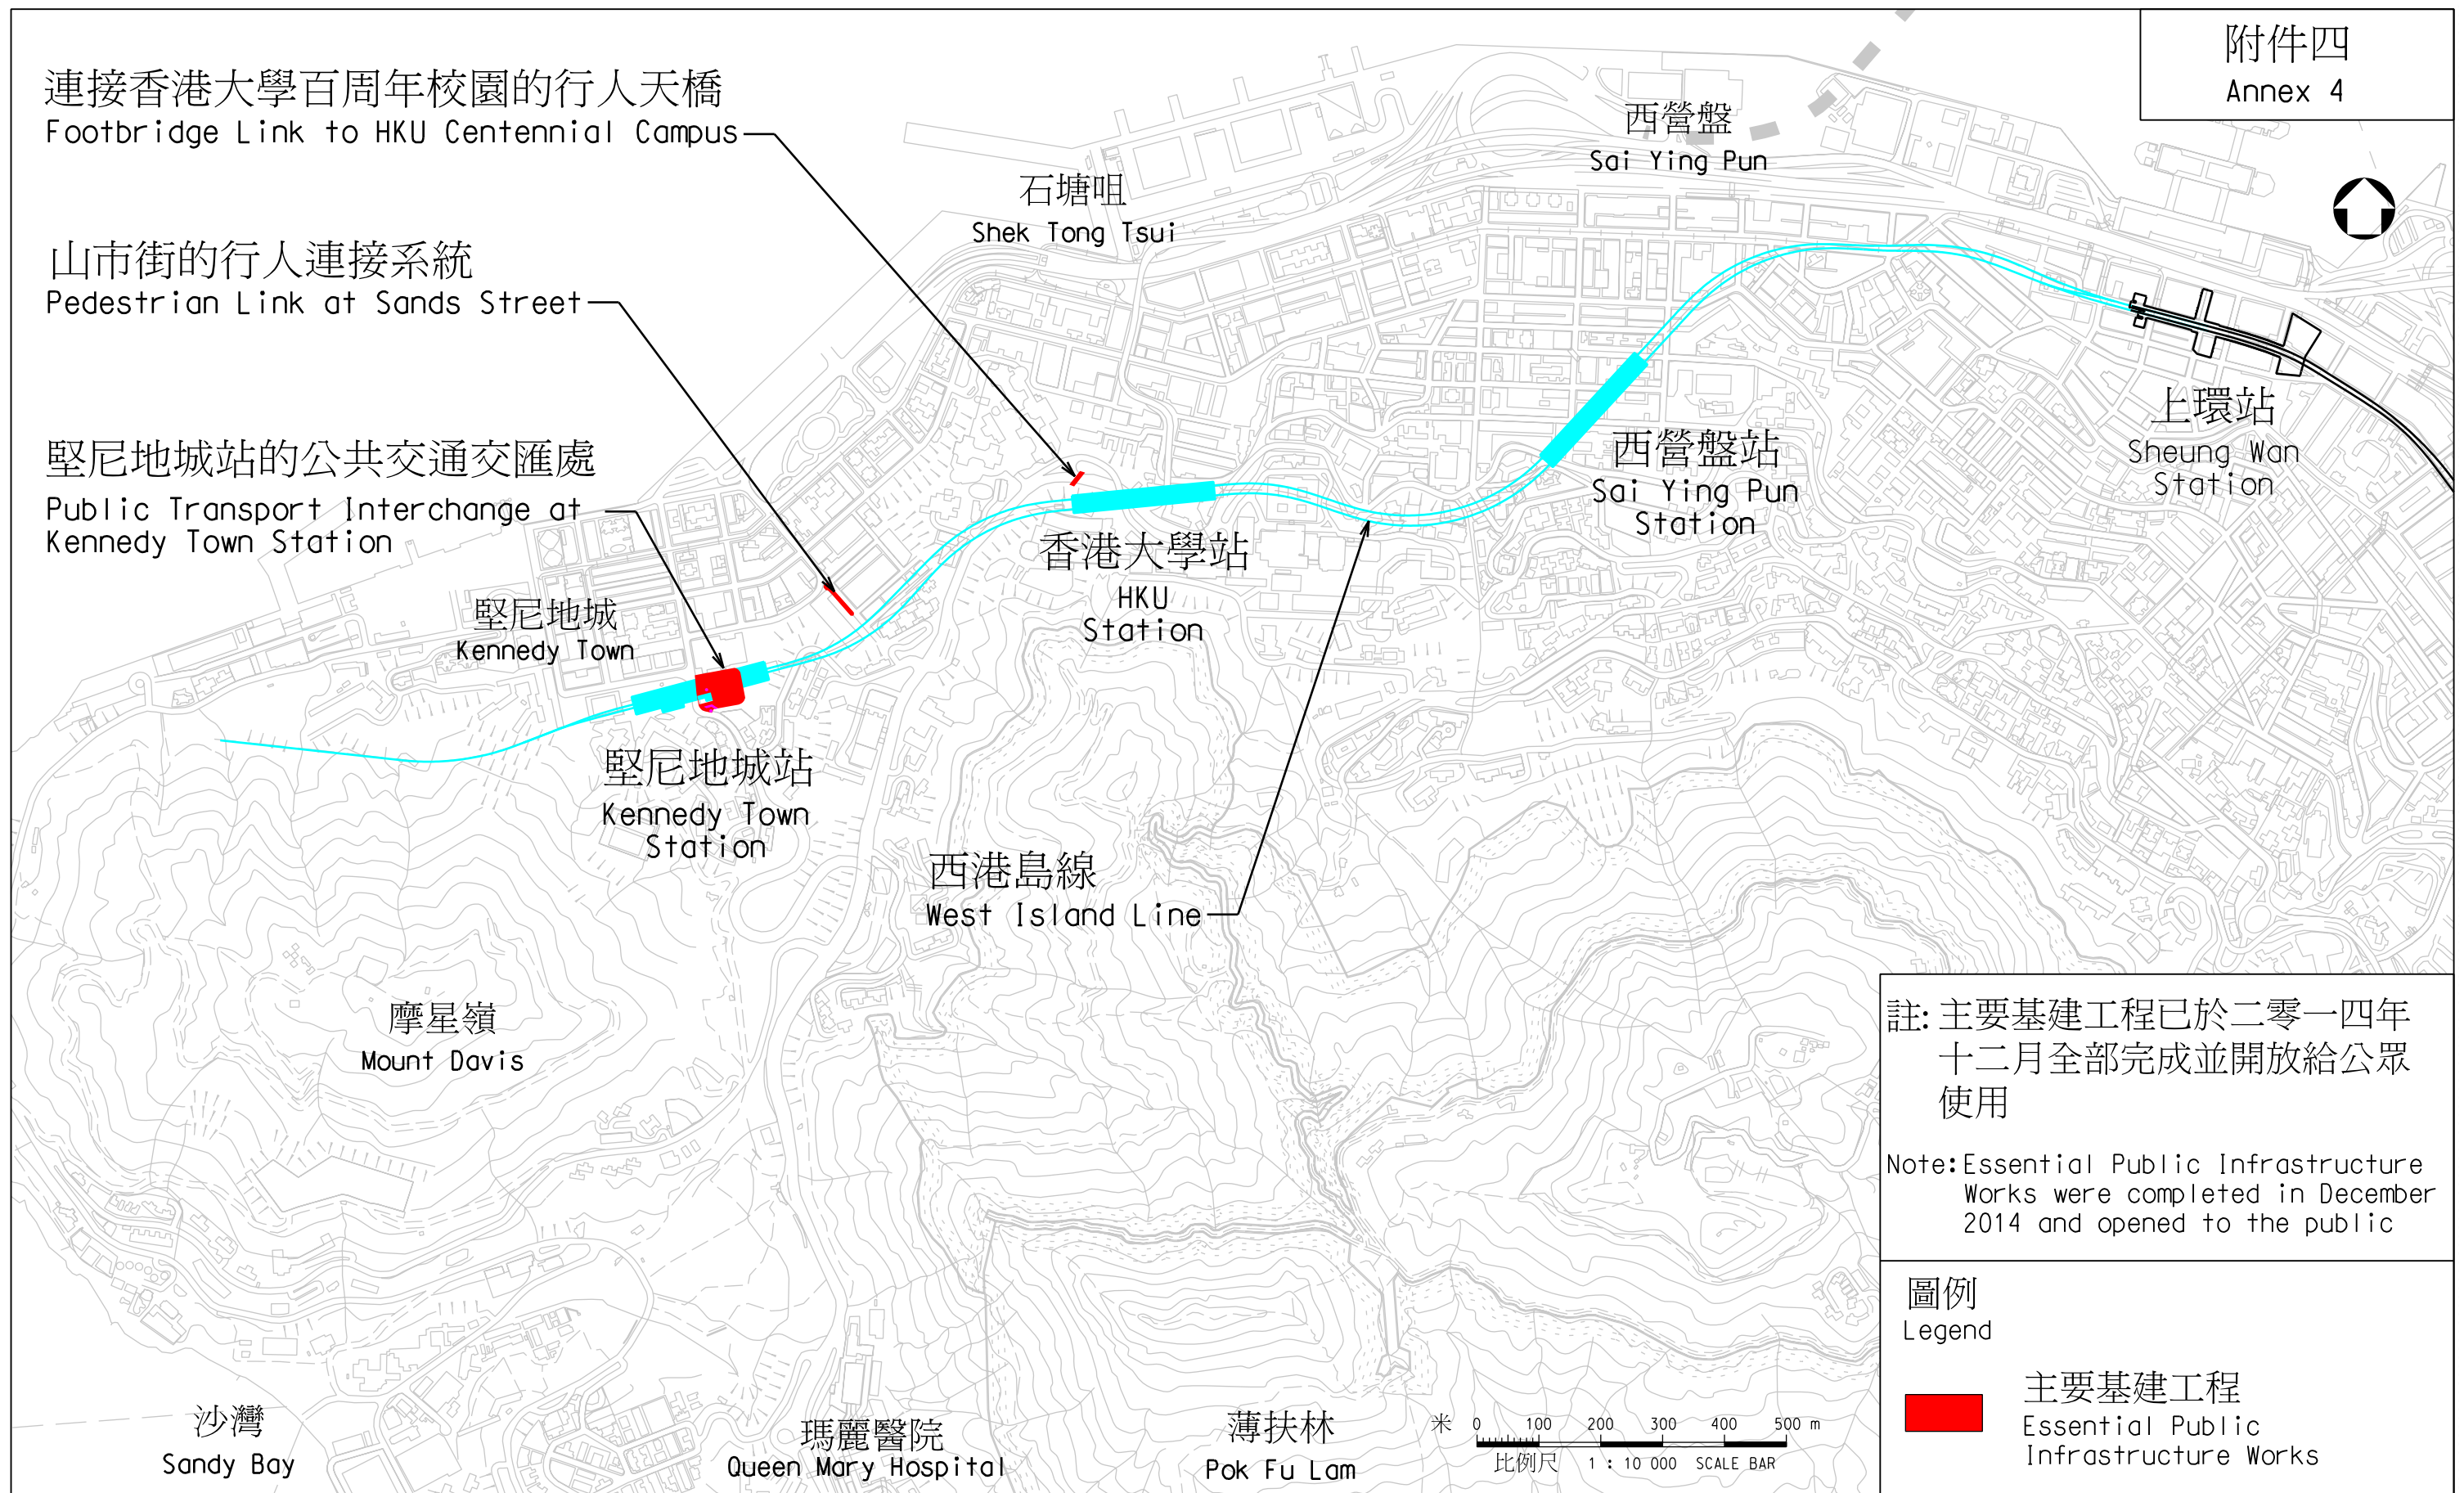 附件四
Annex 4
連接香港大學百周年校園的行人天橋
Footbridge Link to HKU Centennial Campus
西營盤
Sai Ying Pun
石塘咀
Shek Tong Tsui
山市街的行人連接系統
Pedestrian Link at Sands Street
上環站
Sheung Wan
Station
堅尼地城站的公共交通交匯處
Public Transport Interchange at
Kennedy Town Station
西營盤站
Sai Ying Pun
Station
香港大學站
HKU
Station
堅尼地城
Kennedy Town
堅尼地城站
Kennedy Town
Station
西港島線
West Island Line
摩星嶺
Mount Davis
註: 主要基建工程已於二零一四年
十二月全部完成並開放給公眾
使用
Note: Essential Public Infrastructure
Works were completed in December
2014 and opened to the public
圖例
Legend
主要基建工程
Essential Public
Infrastructure Works
沙灣
Sandy Bay
瑪麗醫院
Queen Mary Hospital
薄扶林
Pok Fu Lam
米 0 100 200 300 400 500 m
比例尺 1 : 10 000 SCALE BAR